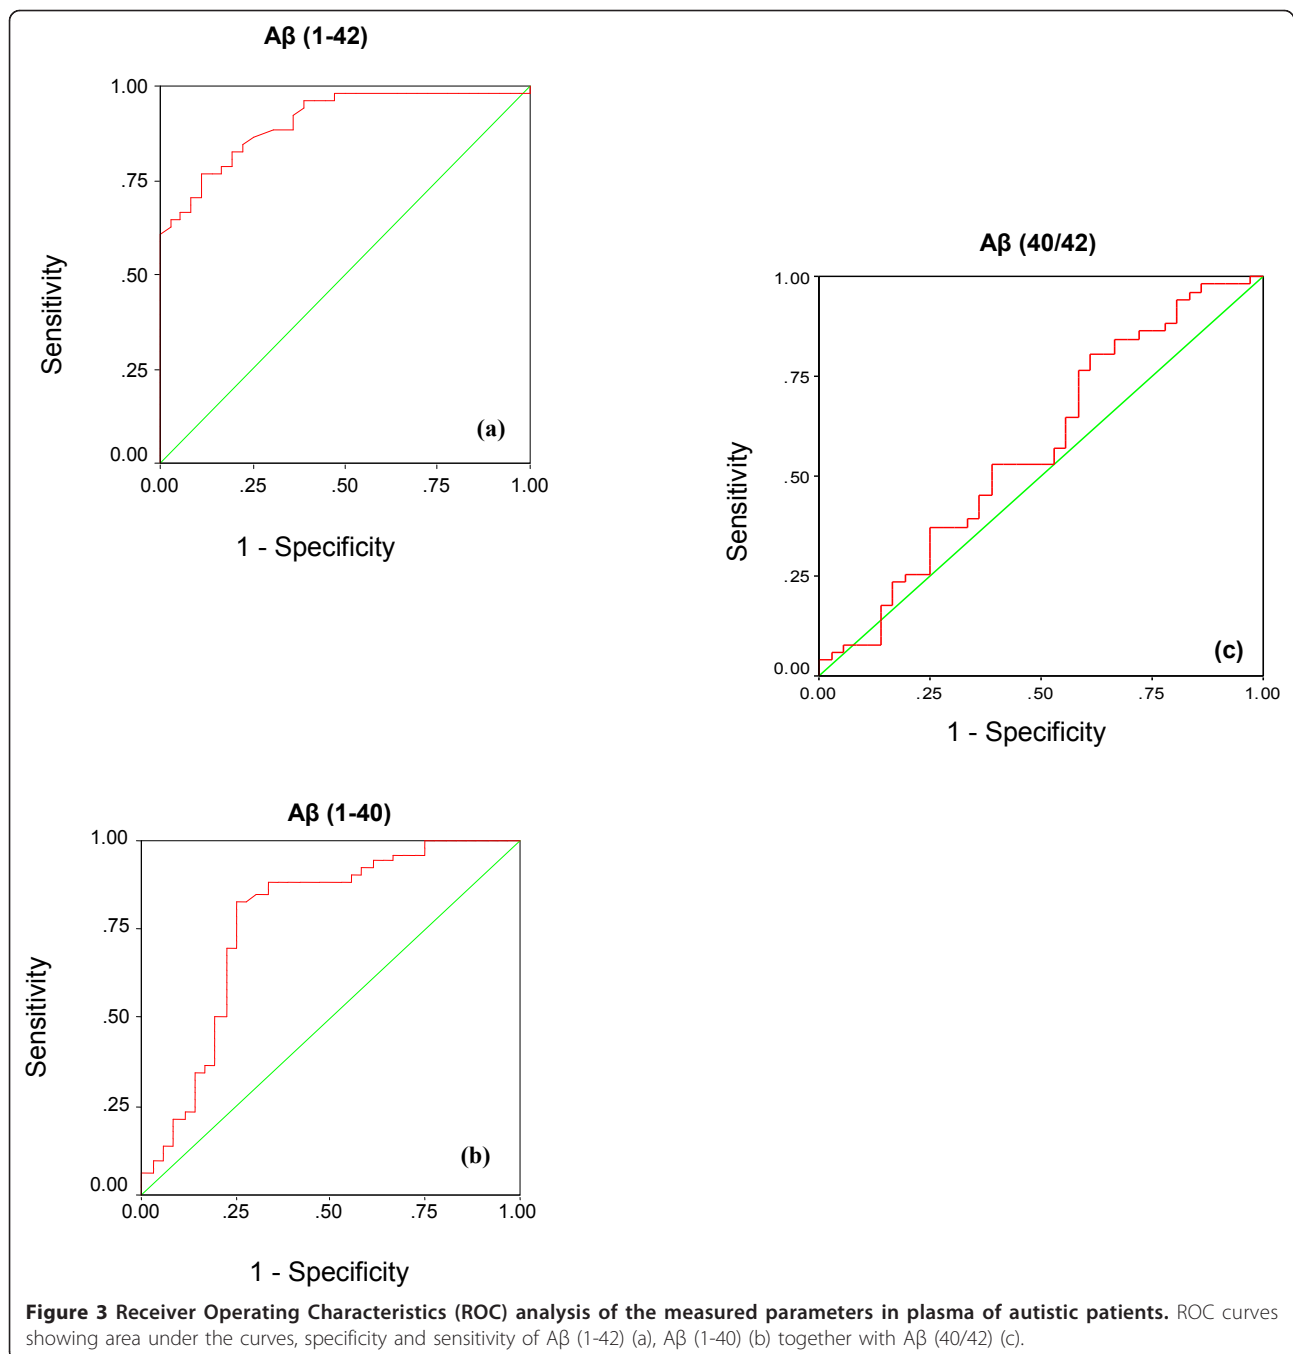 Aβ (1-42)
1.00
.75
.50
.25
0.00
Sensitivity
(a)
0.00 .25 .50 .75 1.00
1 - Specificity
Aβ (40/42)
1.00
.75
.50
.25
0.00
Sensitivity
(c)
0.00 .25 .50 .75 1.00
1 - Specificity
Aβ (1-40)
1.00
.75
.50
.25
0.00
Sensitivity
(b)
0.00 .25 .50 .75 1.00
1 - Specificity
Figure 3 Receiver Operating Characteristics (ROC) analysis of the measured parameters in plasma of autistic patients. ROC curves
showing area under the curves, specificity and sensitivity of Aβ (1-42) (a), Aβ (1-40) (b) together with Aβ (40/42) (c).